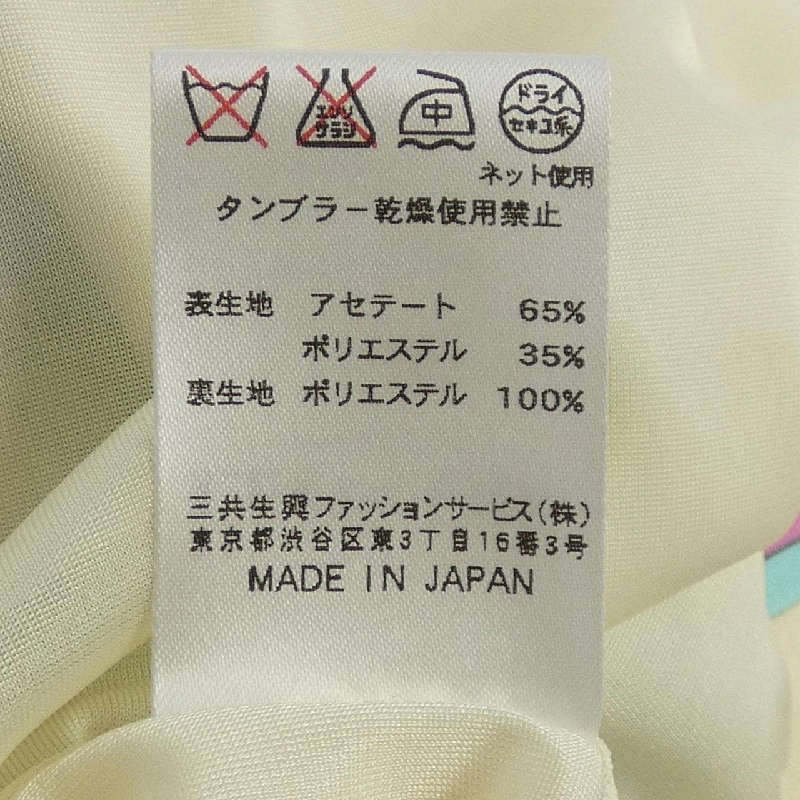 エンソ
サラシ
中
ドライ
セキユ系
ネット使用
タンブラー乾燥使用禁止
表生地 アセテート 65%
ポリエステル 35%
裏生地 ポリエステル 100%
三共生興ファッションサービス(株)
東京都渋谷区東3丁目16番3号
MADE IN JAPAN